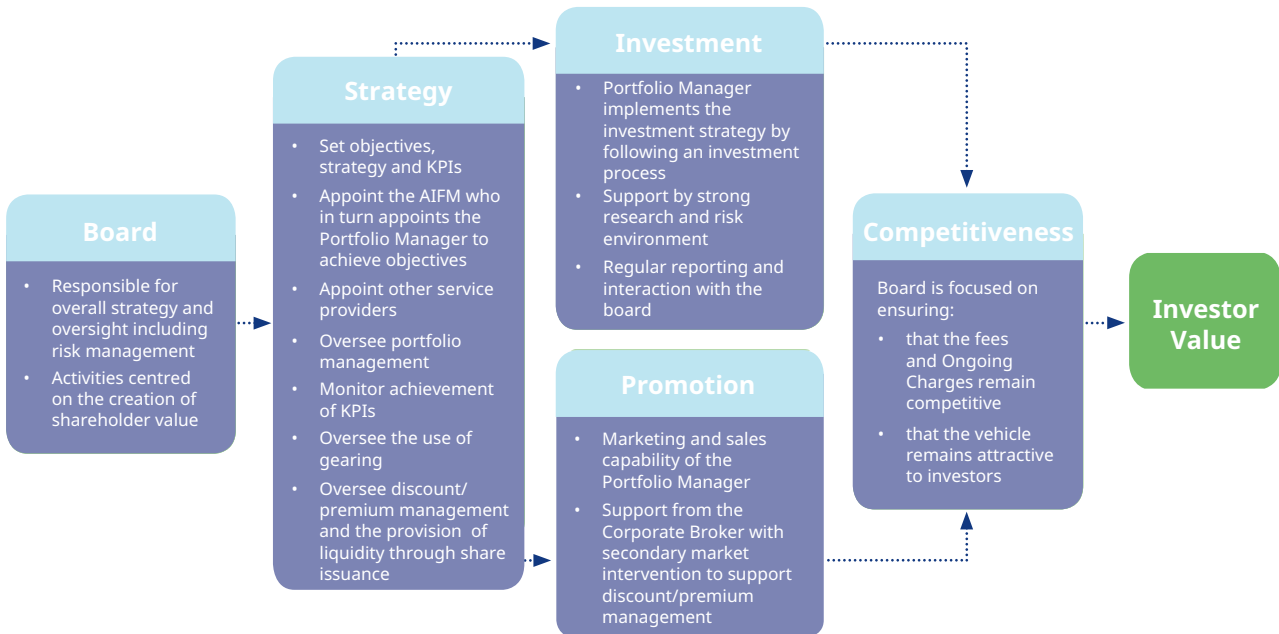 Board
• Responsible for
overall strategy and
oversight including
risk management
• Activities centred
on the creation of
shareholder value
Strategy
• Set objectives,
strategy and KPIs
• Appoint the AIFM who
in turn appoints the
Portfolio Manager to
achieve objectives
• Appoint other service
providers
• Oversee portfolio
management
• Monitor achievement
of KPIs
• Oversee the use of
gearing
• Oversee discount/
premium management
and the provision of
liquidity through share
issuance
Investment
• Portfolio Manager
implements the
investment strategy by
following an investment
process
• Support by strong
research and risk
environment
• Regular reporting and
interaction with the
board
Promotion
• Marketing and sales
capability of the
Portfolio Manager
• Support from the
Corporate Broker with
secondary market
intervention to support
discount/premium
management
Competitiveness
Board is focused on
ensuring:
• that the fees
and Ongoing
Charges remain
competitive
• that the vehicle
remains attractive
to investors
Investor
Value